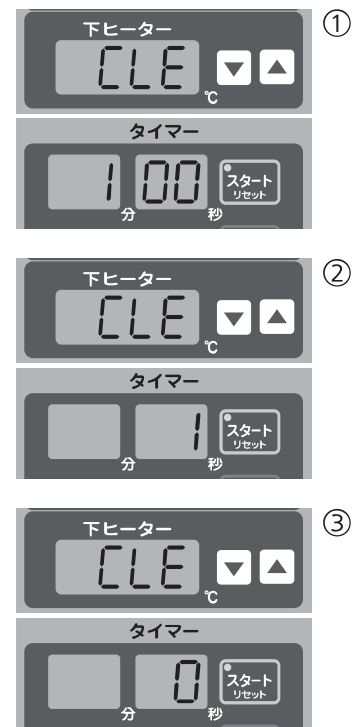 ①
下ヒーター
CLE
℃
タイマー
1 00
分 秒
スタート
リセット
②
下ヒーター
CLE
℃
タイマー
1
分 秒
スタート
リセット
③
下ヒーター
CLE
℃
タイマー
0
分 秒
スタート
リセット